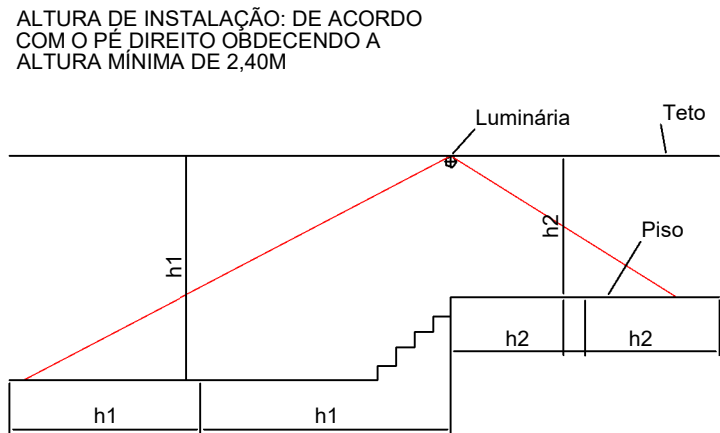 ALTURA DE INSTALAÇÃO: DE ACORDO
COM O PÉ DIREITO OBDECENDO A
ALTURA MÍNIMA DE 2,40M
Luminária
Teto
h1
h2
Piso
h2
h2
h1
h1